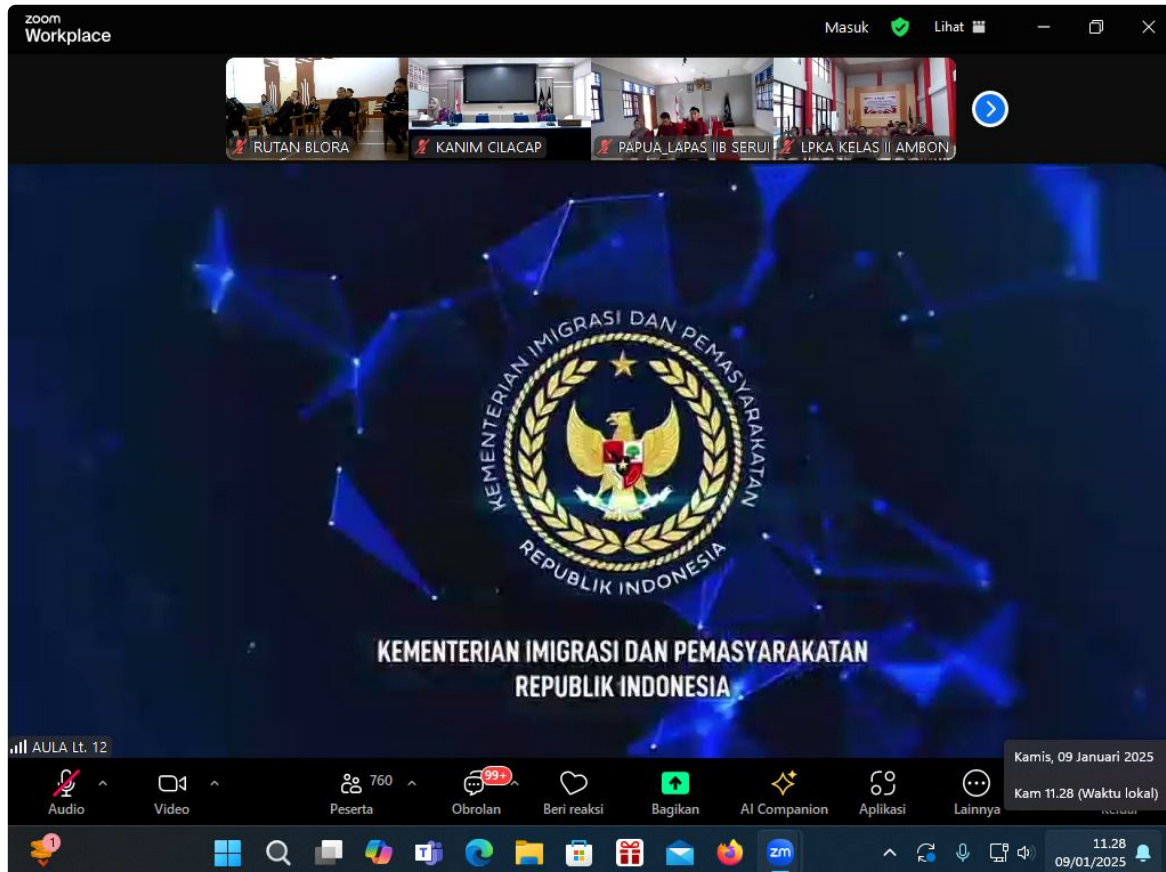 zoom
Workplace
Masuk
Lihat
RUTAN BLORA
KANIM CILACAP
PAPUA_LAPAS IIB SERUI
LPKA KELAS II AMBON
KEMENTERIAN IMIGRASI DAN PEMASYARAKATAN
REPUBLIK INDONESIA
KEMENTERIAN IMIGRASI DAN PEMASYARAKATAN
REPUBLIK INDONESIA
AULA Lt. 12
Kamis, 09 Januari 2025
Kam 11.28 (Waktu lokal)
760
99+
Audio
Video
Peserta
Obrolan
Beri reaksi
Bagikan
AI Companion
Aplikasi
Lainnya
1
zm
11.28
09/01/2025